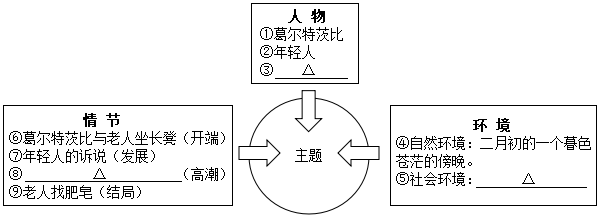 人 物
①葛尔特茨比
②年轻人
③ △
情 节
⑥葛尔特茨比与老人坐长凳（开端）
⑦年轻人的诉说（发展）
⑧ △ （高潮）
⑨老人找肥皂（结局）
主题
环 境
④自然环境：二月初的一个暮色
苍茫的傍晚。
⑤社会环境： △